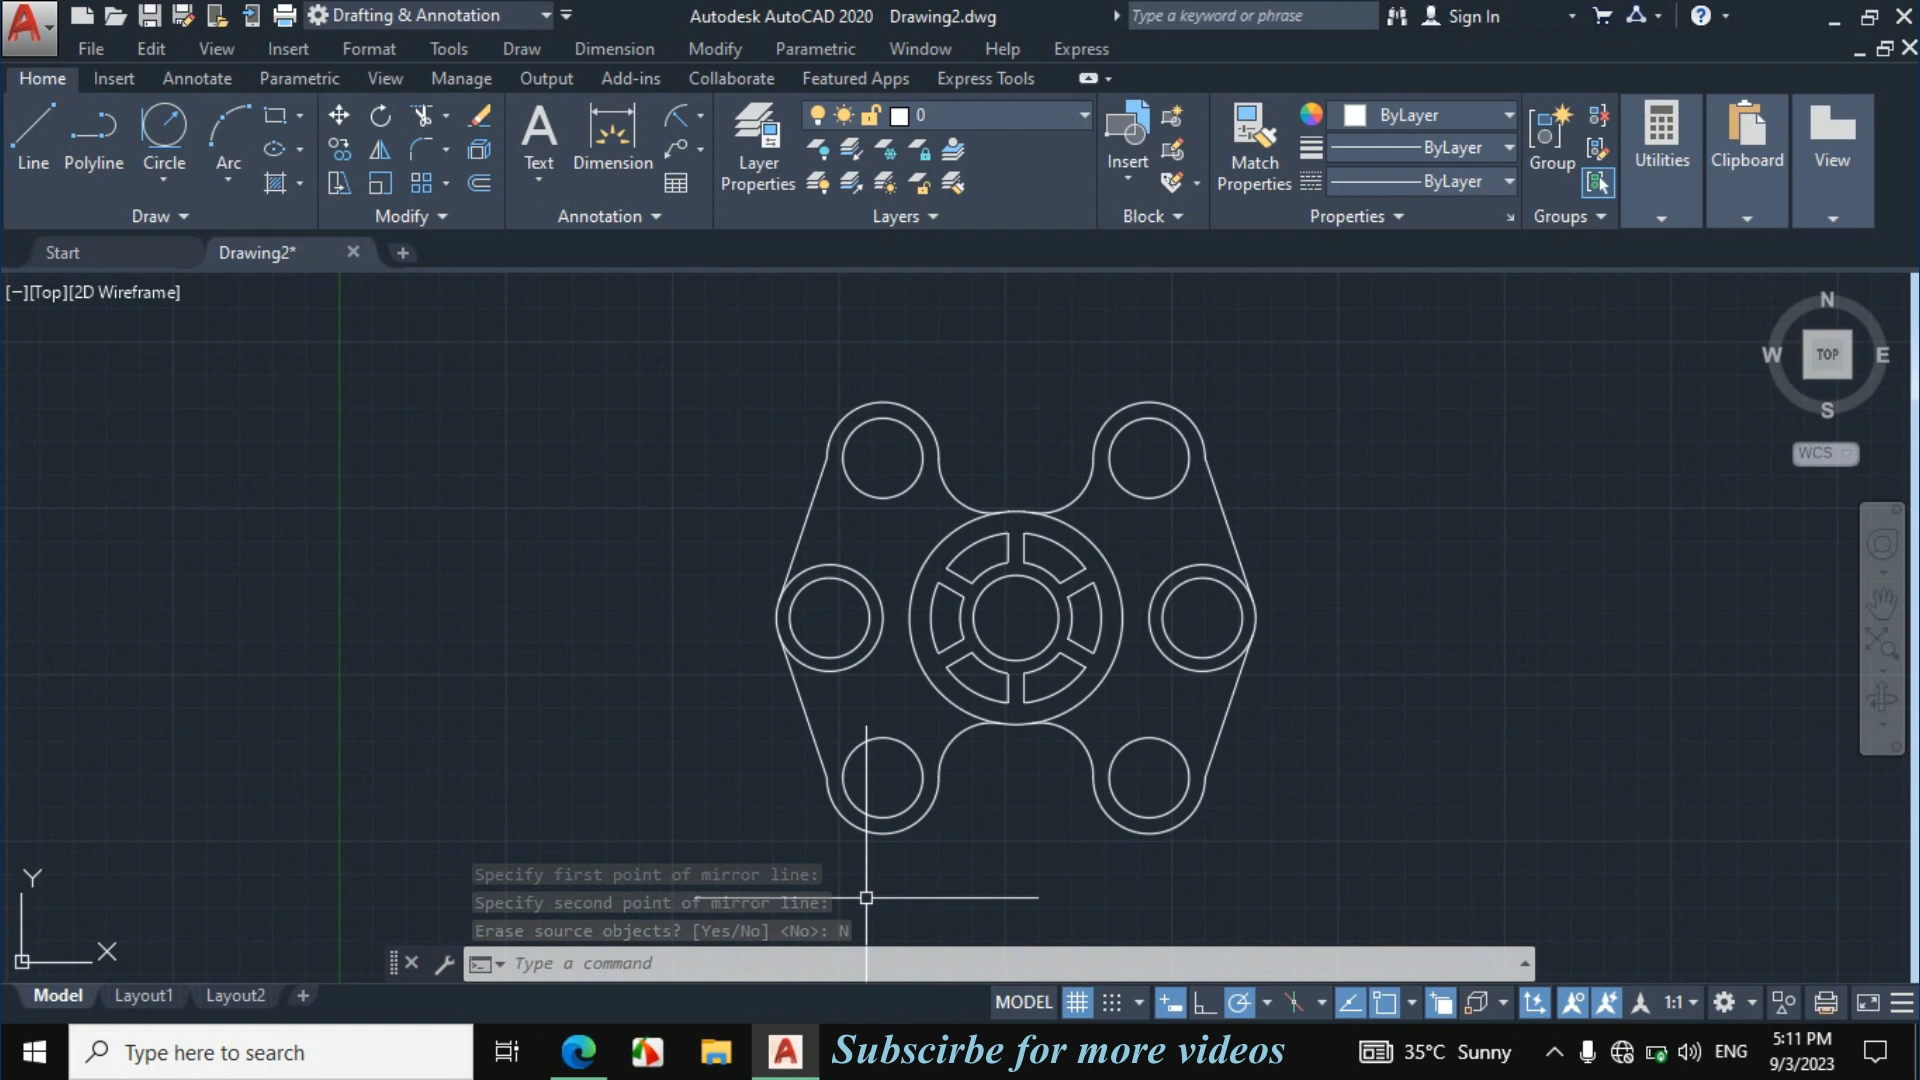 Drafting & Annotation
Autodesk AutoCAD 2020 Drawing2.dwg
Type a keyword or phrase
Sign In
File Edit View Insert Format Tools Draw Dimension Modify Parametric Window Help Express
Home Insert Annotate Parametric View Manage Output Add-ins Collaborate Featured Apps Express Tools
0
ByLayer
ByLayer
ByLayer
Line Polyline Circle Arc
Text Dimension
Layer Properties
Insert
Match Properties
Group
Utilities Clipboard View
Draw Modify Annotation Layers Block Properties Groups
Start Drawing2*
[−][Top][2D Wireframe]
N
W TOP E
S
WCS
Y
X
Specify first point of mirror line:
Specify second point of mirror line:
Erase source objects? [Yes/No] <No>: N
Type a command
Model Layout1 Layout2 +
MODEL 1:1
Type here to search
Subscirbe for more videos
35°C Sunny
ENG
5:11 PM
9/3/2023